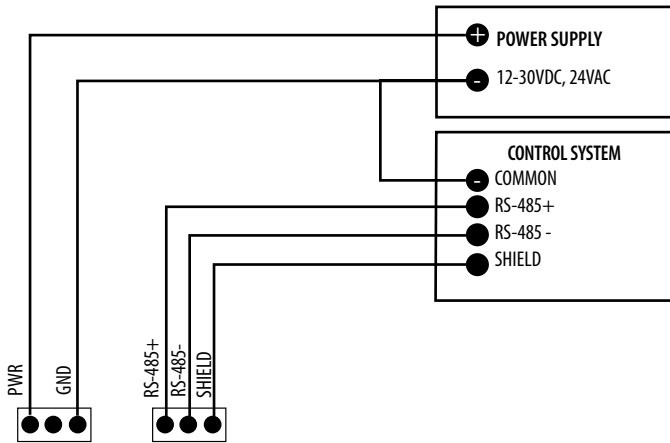 + POWER SUPPLY
- 12-30VDC, 24VAC
CONTROL SYSTEM
- COMMON
RS-485+
RS-485 -
SHIELD
PWR
GND
RS-485+
RS-485-
SHIELD